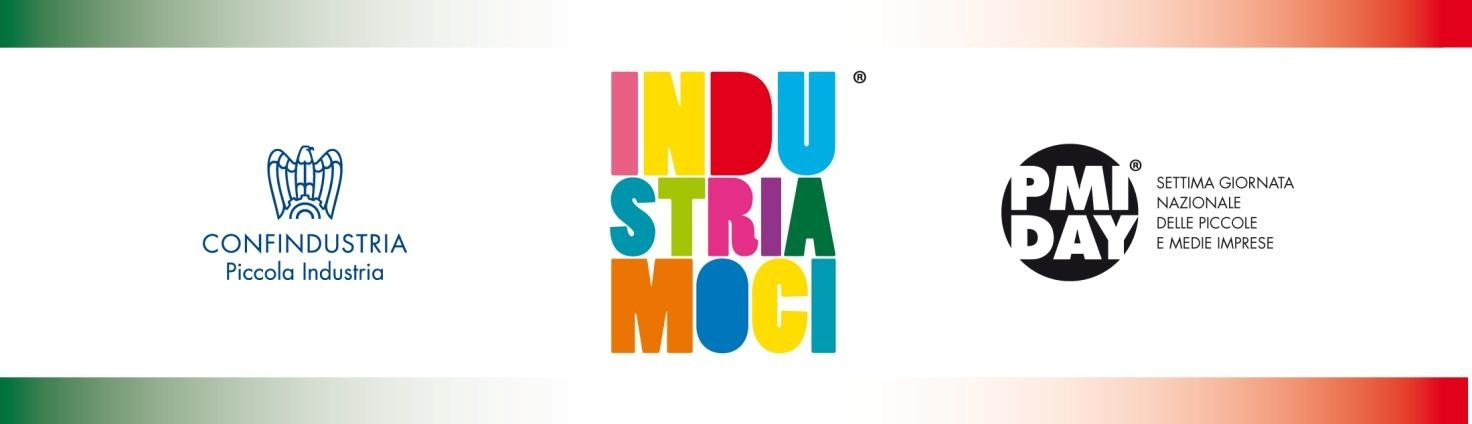 CONFINDUSTRIA
Piccola Industria
INDU®
STRIA
MOCI
PMI®
DAY
SETTIMA GIORNATA
NAZIONALE
DELLE PICCOLE
E MEDIE IMPRESE